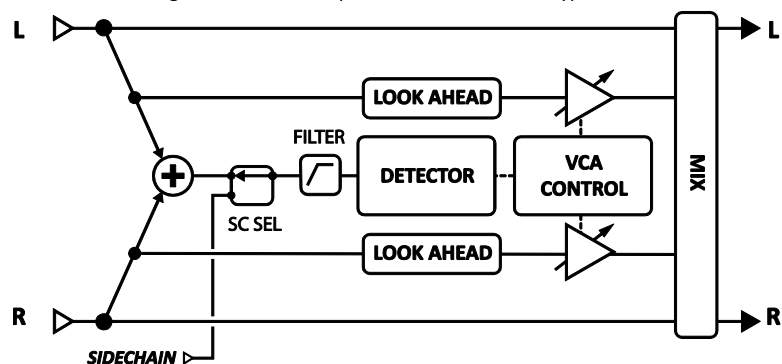 L
L
LOOK AHEAD
FILTER
+
DETECTOR
VCA
CONTROL
MIX
SC SEL
LOOK AHEAD
R
R
SIDECHAIN